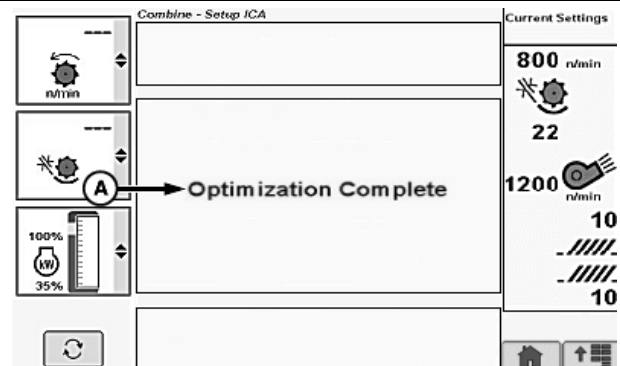 Combine - Setup ICA
Current Settings
---
n/min
---
100%
kW
35%
A
Optimization Complete
800 n/min
22
1200
n/min
10
10